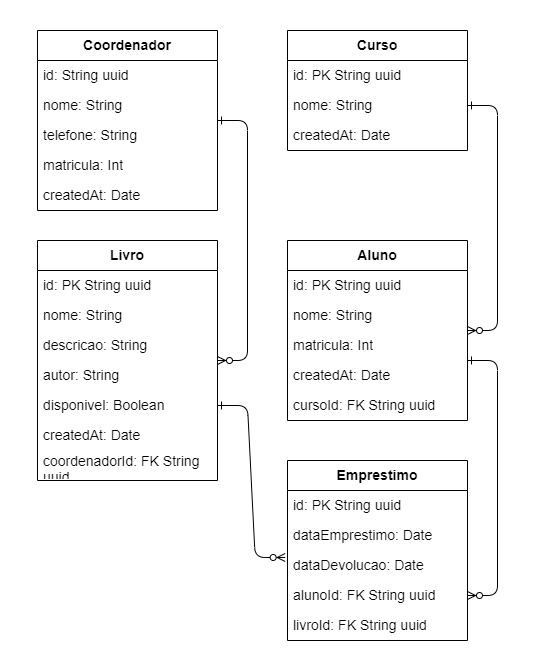 Coordenador
id: String uuid
nome: String
telefone: String
matricula: Int
createdAt: Date
Curso
id: PK String uuid
nome: String
createdAt: Date
Livro
id: PK String uuid
nome: String
descricao: String
autor: String
disponivel: Boolean
createdAt: Date
coordenadorId: FK String
uuid
Aluno
id: PK String uuid
nome: String
matricula: Int
createdAt: Date
cursoId: FK String uuid
Emprestimo
id: PK String uuid
dataEmprestimo: Date
dataDevolucao: Date
alunoId: FK String uuid
livroId: FK String uuid